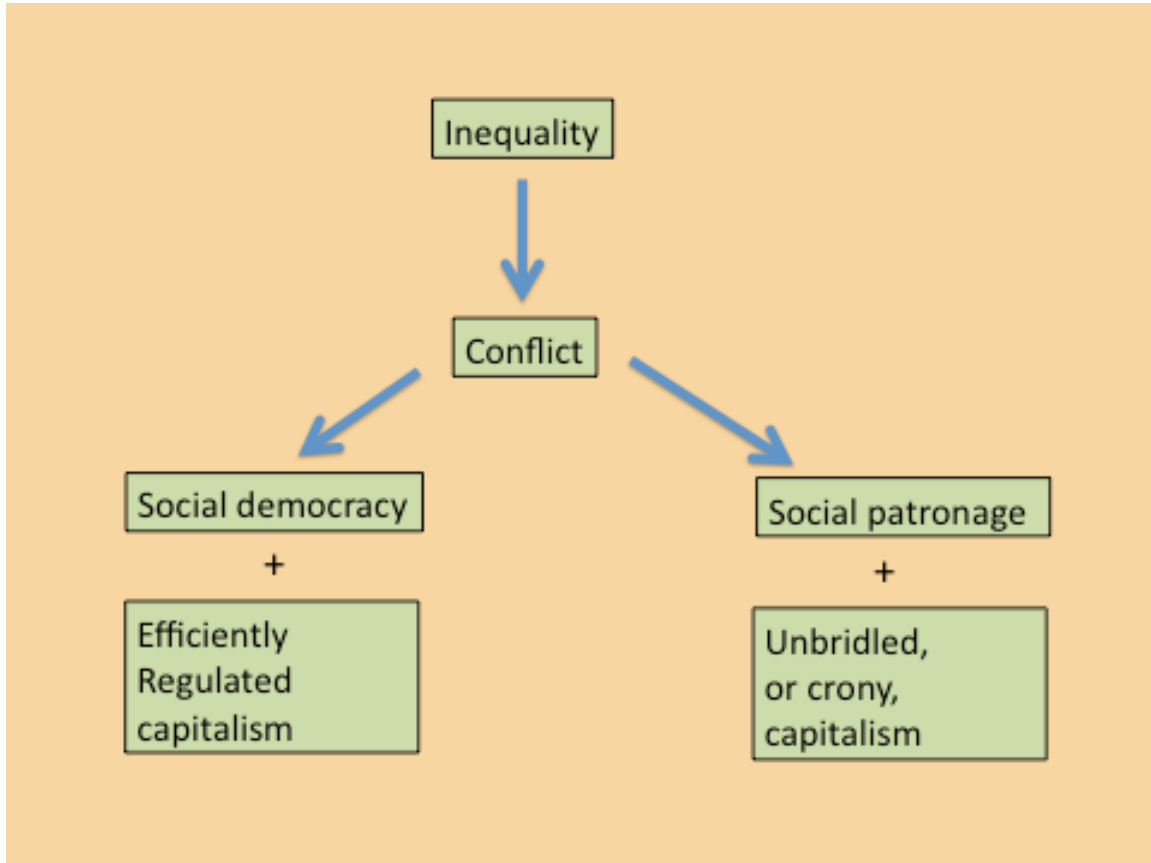 Inequality
Conflict
Social democracy
+
Efficiently
Regulated
capitalism
Social patronage
+
Unbridled,
or crony,
capitalism